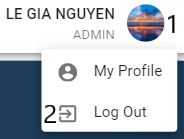 LE GIA NGUYEN
ADMIN
1
My Profile
2 Log Out